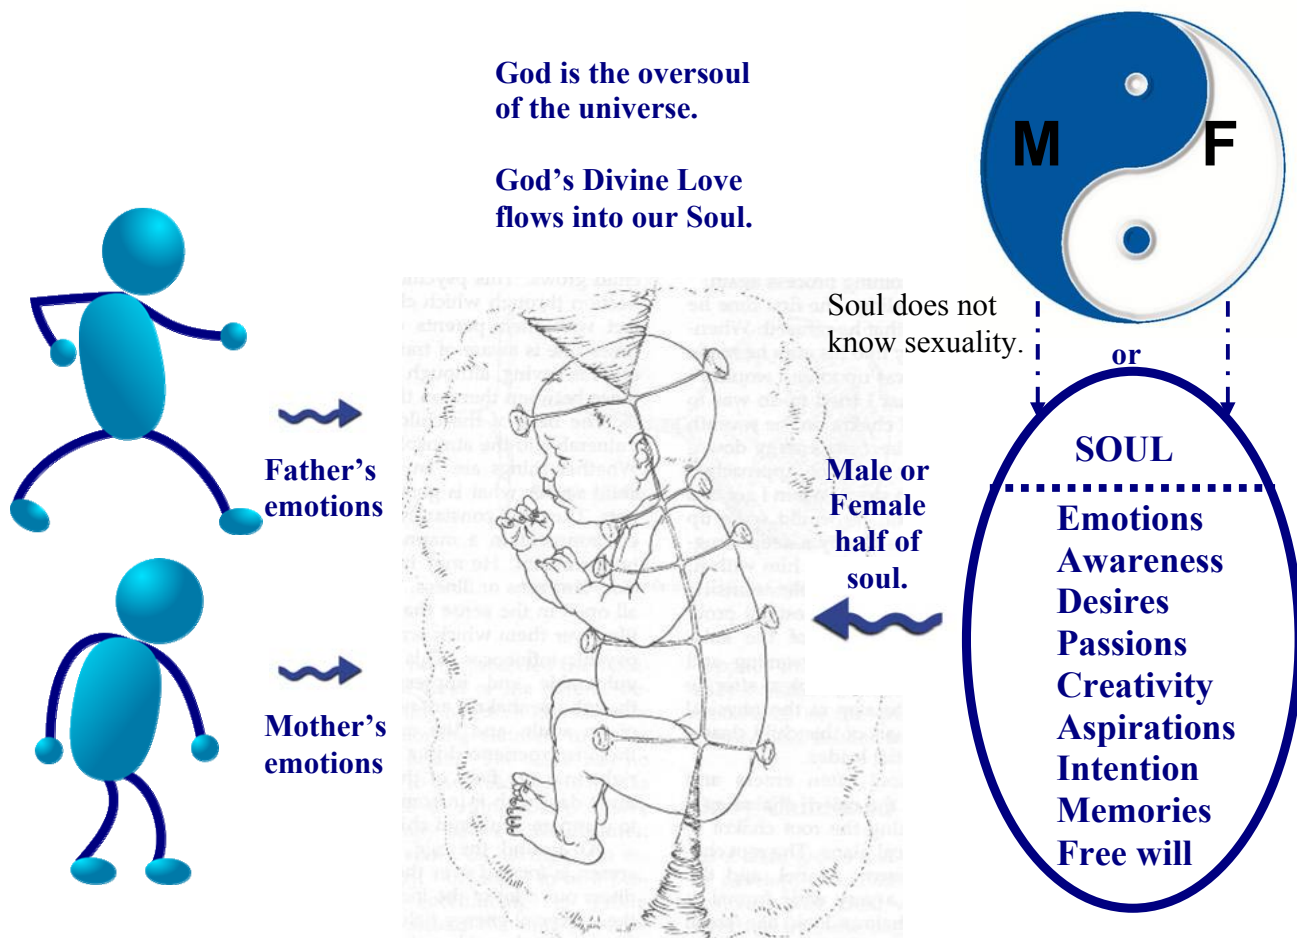 God is the oversoul
of the universe.
God's Divine Love
flows into our Soul.
M F
Soul does not
know sexuality.
or
Father's
emotions
Male or
Female
half of
soul.
Mother's
emotions
SOUL
Emotions
Awareness
Desires
Passions
Creativity
Aspirations
Intention
Memories
Free will